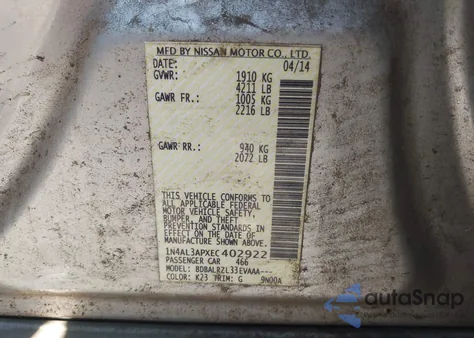 MFD BY NISSAN MOTOR CO., LTD.
DATE: 04/14
GVWR: 1910 KG
4211 LB
GAWR FR.: 1005 KG
2216 LB
GAWR RR.: 940 KG
2072 LB
THIS VEHICLE CONFORMS TO
ALL APPLICABLE FEDERAL
MOTOR VEHICLE SAFETY,
BUMPER, AND THEFT
PREVENTION STANDARDS
IN EFFECT ON THE DATE OF
MANUFACTURE SHOWN ABOVE.
1N4AL3APXEC402922
PASSENGER CAR 466
MODEL: BDBALRZL33EVAAA---
COLOR: K23 TRIM: G 9N00A
autoSnap